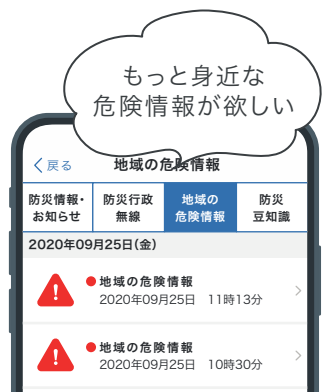 もっと身近な
危険情報が欲しい
戻る 地域の危険情報
防災情報・お知らせ 防災行政無線 地域の危険情報 防災豆知識
2020年09月25日(金)
地域の危険情報
2020年09月25日 11時13分
地域の危険情報
2020年09月25日 10時30分